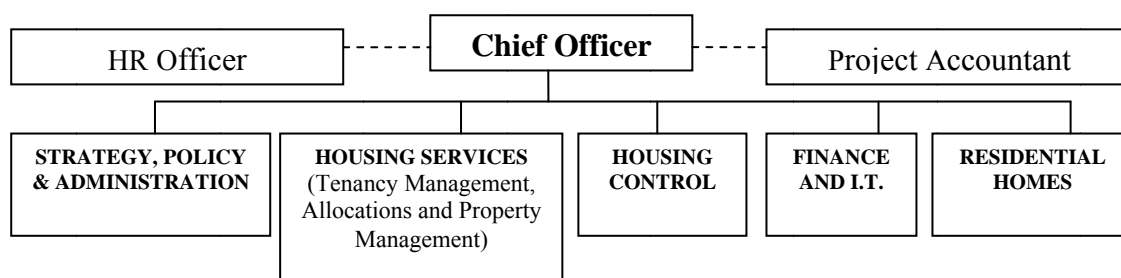 HR Officer
Chief Officer
Project Accountant
STRATEGY, POLICY
& ADMINISTRATION
HOUSING SERVICES
(Tenancy Management,
Allocations and Property
Management)
HOUSING
CONTROL
FINANCE
AND I.T.
RESIDENTIAL
HOMES